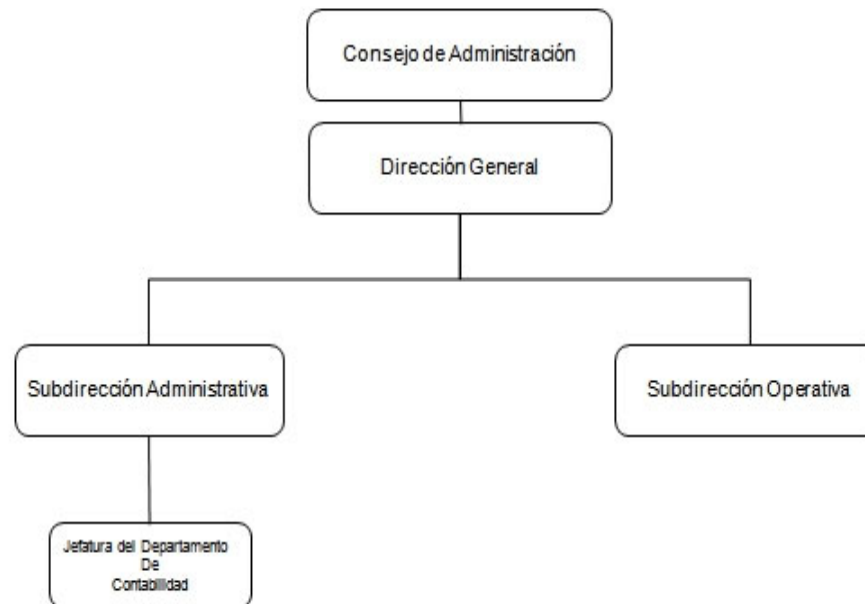 Consejo de Administración
Dirección General
Subdirección Administrativa
Subdirección Operativa
Jefatura del Departamento
De
Contabilidad